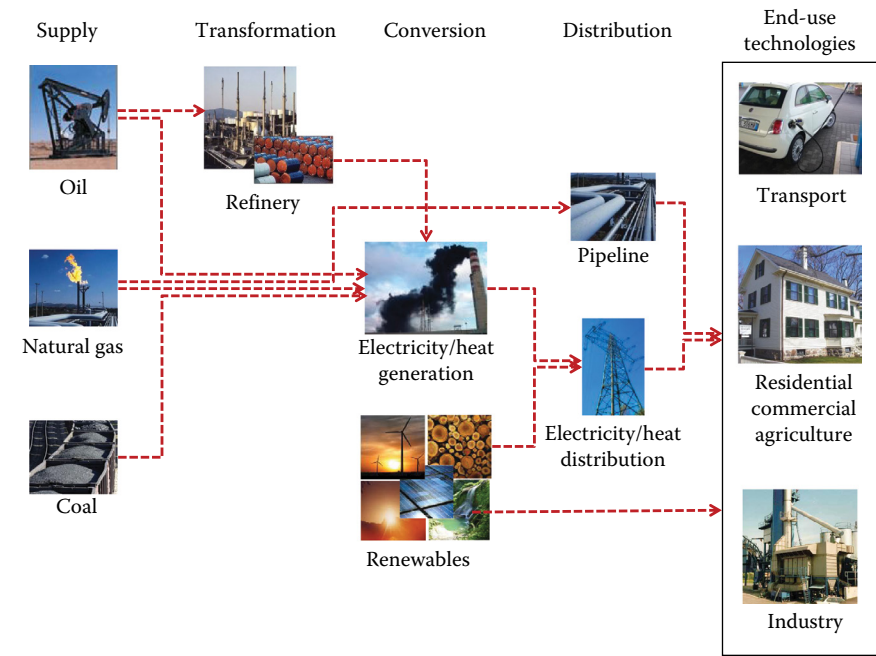 Supply
Transformation
Conversion
Distribution
End-use
technologies
Oil
Refinery
Transport
Natural gas
Electricity/heat
generation
Pipeline
Residential
commercial
agriculture
Coal
Renewables
Electricity/heat
distribution
Industry